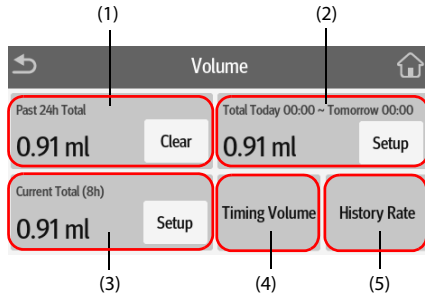 (1) (2)
Volume
Past 24h Total
0.91 ml Clear
Total Today 00:00 ~ Tomorrow 00:00
0.91 ml Setup
Current Total (8h)
0.91 ml Setup
Timing Volume
History Rate
(3) (4) (5)